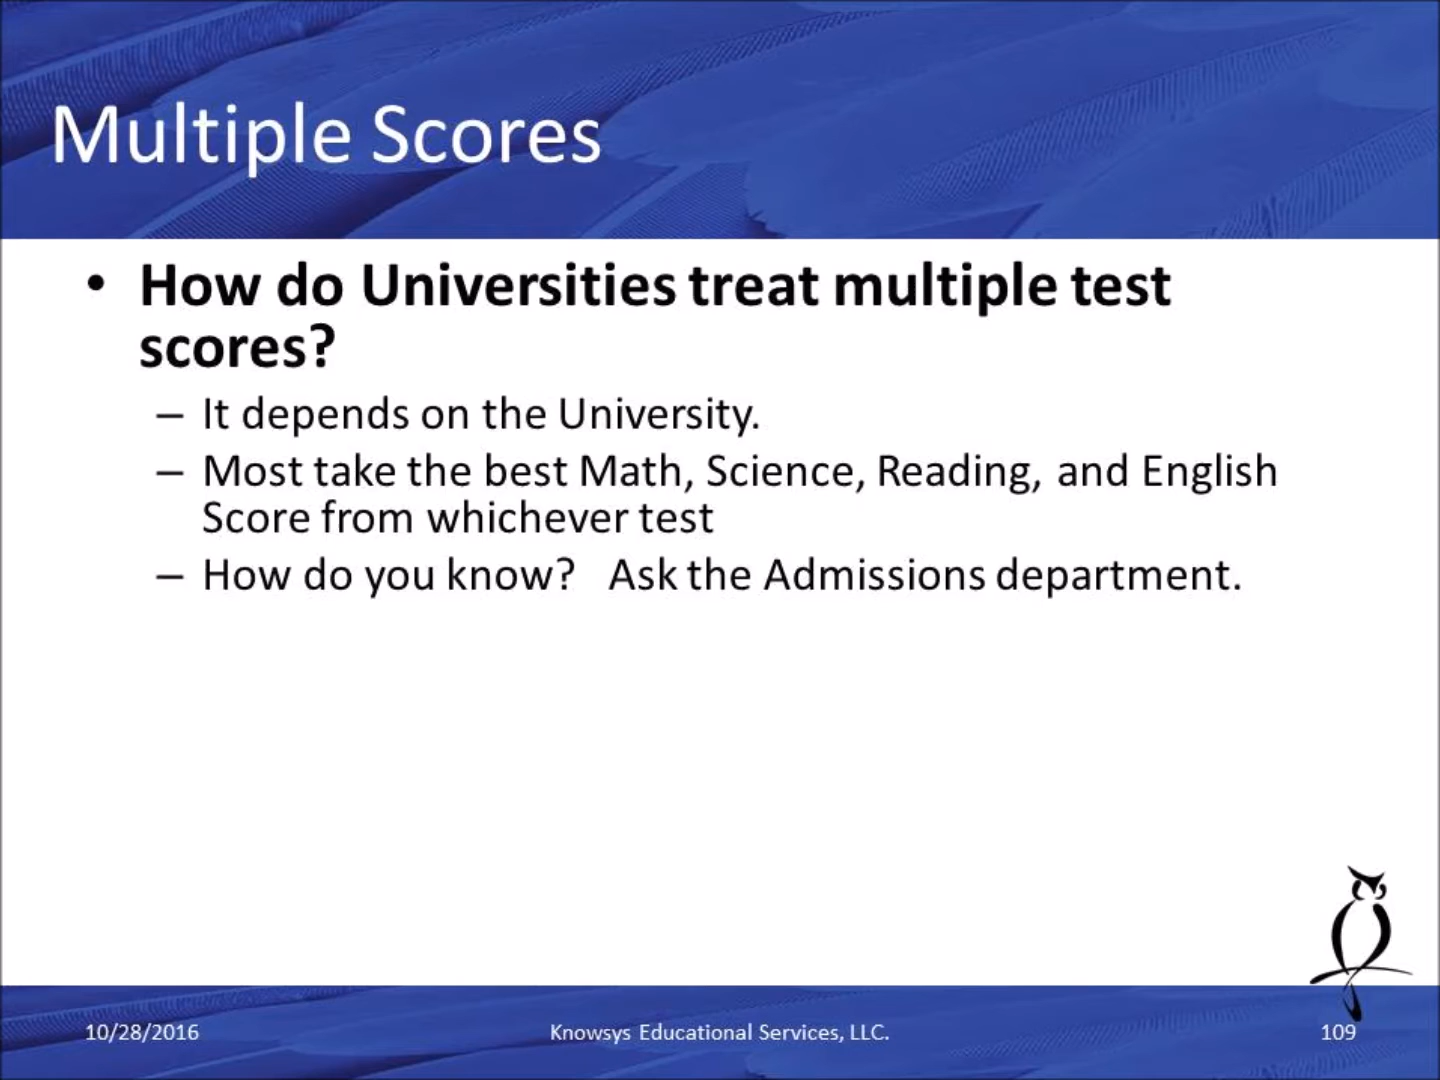 Multiple Scores
• How do Universities treat multiple test
scores?
– It depends on the University.
– Most take the best Math, Science, Reading, and English
Score from whichever test
– How do you know? Ask the Admissions department.
10/28/2016
Knowsys Educational Services, LLC.
109